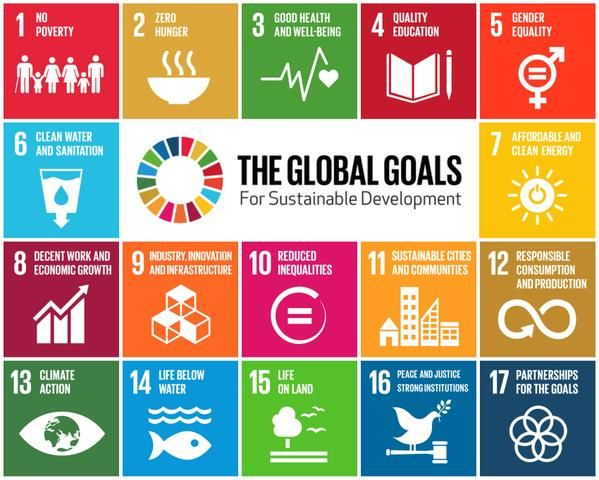 1 NO
POVERTY
2 ZERO
HUNGER
3 GOOD HEALTH
AND WELL-BEING
4 QUALITY
EDUCATION
5 GENDER
EQUALITY
6 CLEAN WATER
AND SANITATION
THE GLOBAL GOALS
For Sustainable Development
7 AFFORDABLE AND
CLEAN ENERGY
8 DECENT WORK AND
ECONOMIC GROWTH
9 INDUSTRY, INNOVATION
AND INFRASTRUCTURE
10 REDUCED
INEQUALITIES
11 SUSTAINABLE CITIES
AND COMMUNITIES
12 RESPONSIBLE
CONSUMPTION
AND PRODUCTION
13 CLIMATE
ACTION
14 LIFE BELOW
WATER
15 LIFE
ON LAND
16 PEACE AND JUSTICE
STRONG INSTITUTIONS
17 PARTNERSHIPS
FOR THE GOALS